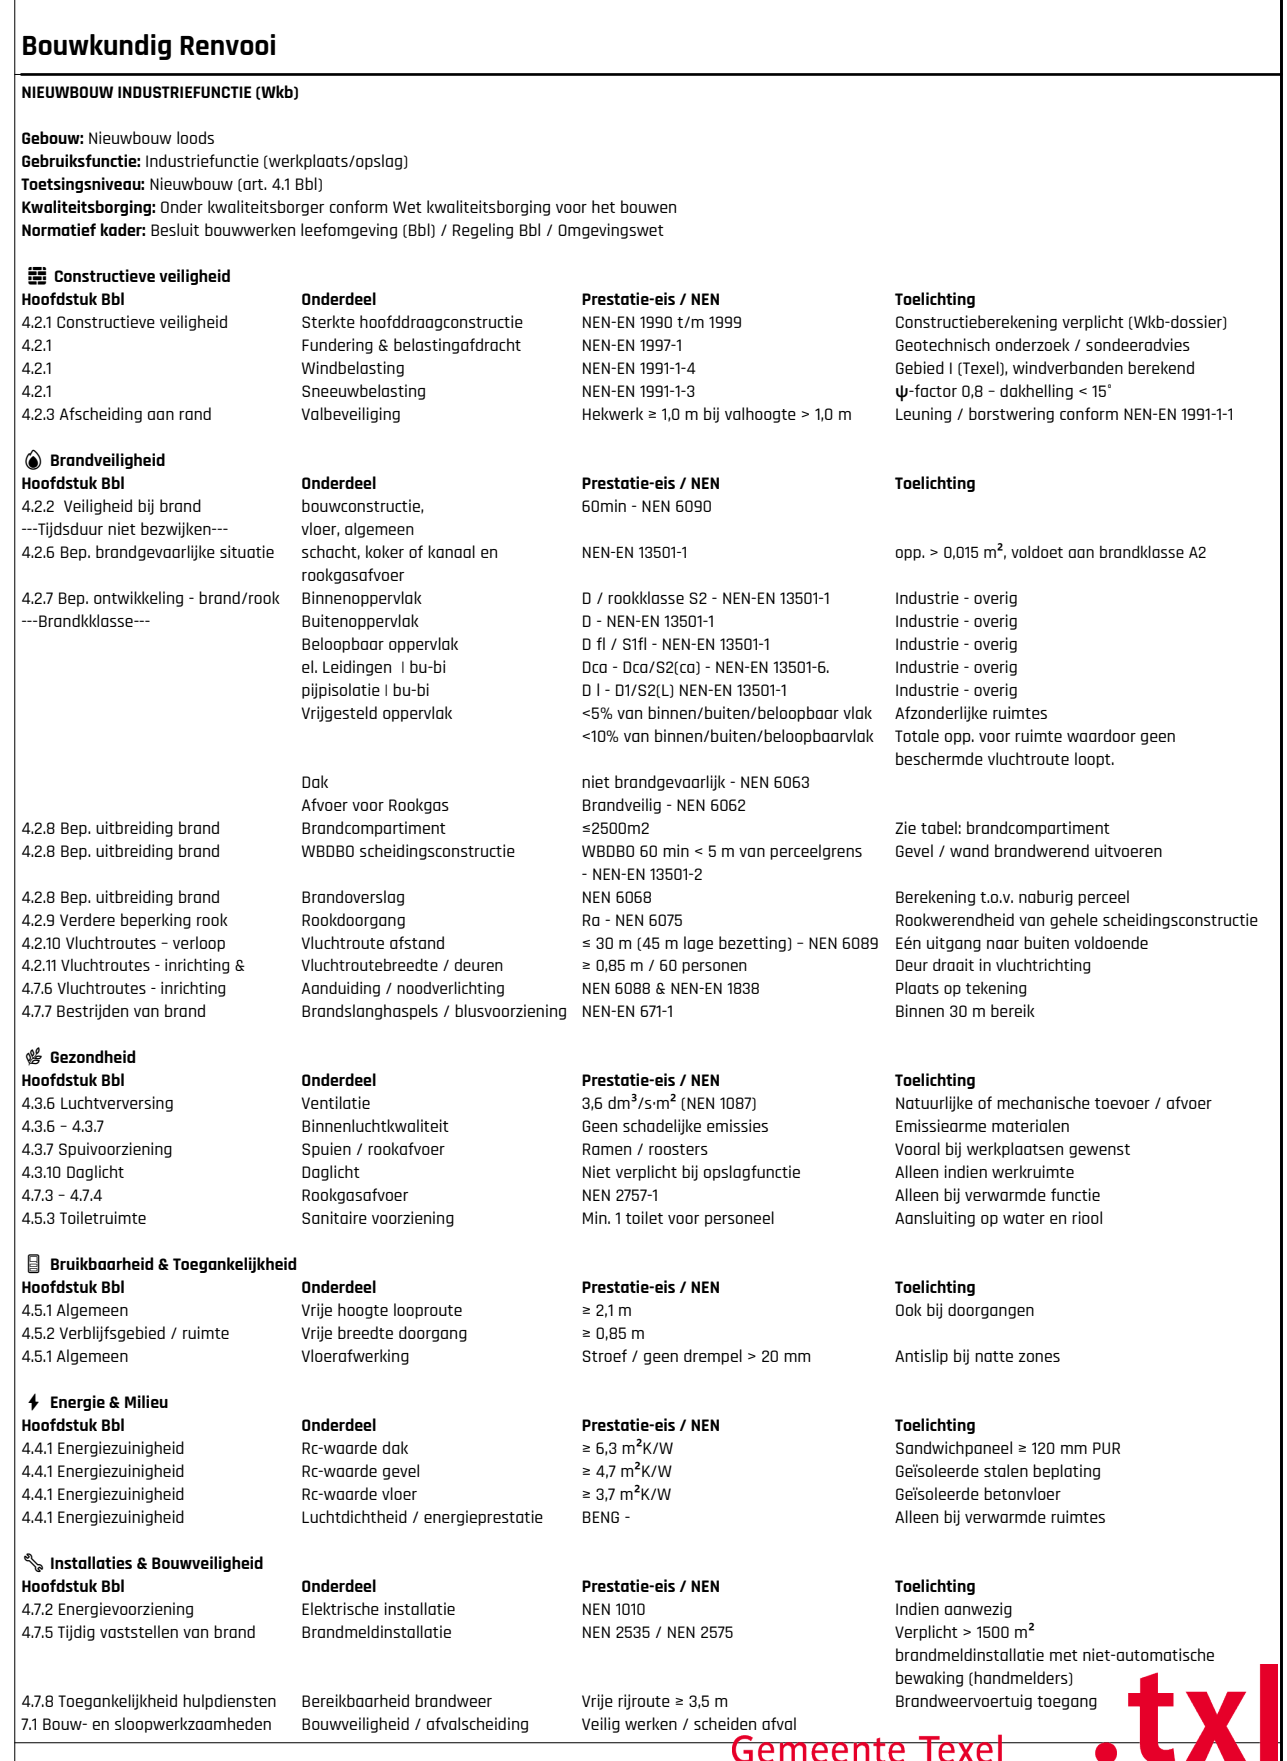 Bouwkundig Renvooi
NIEUWBOUW INDUSTRIEFUNCTIE (Wkb)
Gebouw: Nieuwbouw loods
Gebruiksfunctie: Industriefunctie (werkplaats/opslag)
Toetsingsniveau: Nieuwbouw (art. 4.1 Bbl)
Kwaliteitsborging: Onder kwaliteitsborger conform Wet kwaliteitsborging voor het bouwen
Normatief kader: Besluit bouwwerken leefomgeving (Bbl) / Regeling Bbl / Omgevingswet
Constructieve veiligheid
Hoofdstuk Bbl Onderdeel Prestatie-eis / NEN Toelichting
4.2.1 Constructieve veiligheid Sterkte hoofddraagconstructie NEN-EN 1990 t/m 1999 Constructieberekening verplicht (Wkb-dossier)
4.2.1 Fundering & belastingafdracht NEN-EN 1997-1 Geotechnisch onderzoek / sondeeradvies
4.2.1 Windbelasting NEN-EN 1991-1-4 Gebied I (Texel), windverbanden berekend
4.2.1 Sneeuwbelasting NEN-EN 1991-1-3 ψ-factor 0,8 – dakhelling < 15°
4.2.3 Afscheiding aan rand Valbeveiliging Hekwerk ≥ 1,0 m bij valhoogte > 1,0 m Leuning / borstwering conform NEN-EN 1991-1-1
Brandveiligheid
Hoofdstuk Bbl Onderdeel Prestatie-eis / NEN Toelichting
4.2.2 Veiligheid bij brand bouwconstructie, 60min - NEN 6090
---Tijdsduur niet bezwijken--- vloer, algemeen
4.2.6 Bep. brandgevaarlijke situatie schacht, koker of kanaal en NEN-EN 13501-1 opp. > 0,015 m², voldoet aan brandklasse A2
rookgasafvoer
4.2.7 Bep. ontwikkeling - brand/rook Binnenoppervlak D / rookklasse S2 - NEN-EN 13501-1 Industrie - overig
---Brandkklasse--- Buitenoppervlak D - NEN-EN 13501-1 Industrie - overig
Beloopbaar oppervlak D fl / S1fl - NEN-EN 13501-1 Industrie - overig
el. Leidingen | bu-bi Dca - Dca/S2(ca) - NEN-EN 13501-6. Industrie - overig
pijpisolatie | bu-bi D l - D1/S2(L) NEN-EN 13501-1 Industrie - overig
Vrijgesteld oppervlak <5% van binnen/buiten/beloopbaar vlak Afzonderlijke ruimtes
<10% van binnen/buiten/beloopbaarvlak Totale opp. voor ruimte waardoor geen
beschermde vluchtroute loopt.
Dak niet brandgevaarlijk - NEN 6063
Afvoer voor Rookgas Brandveilig - NEN 6062
4.2.8 Bep. uitbreiding brand Brandcompartiment ≤2500m2 Zie tabel: brandcompartiment
4.2.8 Bep. uitbreiding brand WBDBO scheidingsconstructie WBDBO 60 min < 5 m van perceelgrens Gevel / wand brandwerend uitvoeren
- NEN-EN 13501-2
4.2.8 Bep. uitbreiding brand Brandoverslag NEN 6068 Berekening t.o.v. naburig perceel
4.2.9 Verdere beperking rook Rookdoorgang Ra - NEN 6075 Rookwerendheid van gehele scheidingsconstructie
4.2.10 Vluchtroutes – verloop Vluchtroute afstand ≤ 30 m (45 m lage bezetting) – NEN 6089 Eén uitgang naar buiten voldoende
4.2.11 Vluchtroutes - inrichting & Vluchtroutebreedte / deuren ≥ 0,85 m / 60 personen Deur draait in vluchtrichting
4.7.6 Vluchtroutes - inrichting Aanduiding / noodverlichting NEN 6088 & NEN-EN 1838 Plaats op tekening
4.7.7 Bestrijden van brand Brandslanghaspels / blusvoorziening NEN-EN 671-1 Binnen 30 m bereik
Gezondheid
Hoofdstuk Bbl Onderdeel Prestatie-eis / NEN Toelichting
4.3.6 Luchtverversing Ventilatie 3,6 dm³/s·m² (NEN 1087) Natuurlijke of mechanische toevoer / afvoer
4.3.6 – 4.3.7 Binnenluchtkwaliteit Geen schadelijke emissies Emissiearme materialen
4.3.7 Spuivoorziening Spuien / rookafvoer Ramen / roosters Vooral bij werkplaatsen gewenst
4.3.10 Daglicht Daglicht Niet verplicht bij opslagfunctie Alleen indien werkruimte
4.7.3 – 4.7.4 Rookgasafvoer NEN 2757-1 Alleen bij verwarmde functie
4.5.3 Toiletruimte Sanitaire voorziening Min. 1 toilet voor personeel Aansluiting op water en riool
Bruikbaarheid & Toegankelijkheid
Hoofdstuk Bbl Onderdeel Prestatie-eis / NEN Toelichting
4.5.1 Algemeen Vrije hoogte looproute ≥ 2,1 m Ook bij doorgangen
4.5.2 Verblijfsgebied / ruimte Vrije breedte doorgang ≥ 0,85 m
4.5.1 Algemeen Vloerafwerking Stroef / geen drempel > 20 mm Antislip bij natte zones
Energie & Milieu
Hoofdstuk Bbl Onderdeel Prestatie-eis / NEN Toelichting
4.4.1 Energiezuinigheid Rc-waarde dak ≥ 6,3 m²K/W Sandwichpaneel ≥ 120 mm PUR
4.4.1 Energiezuinigheid Rc-waarde gevel ≥ 4,7 m²K/W Geïsoleerde stalen beplating
4.4.1 Energiezuinigheid Rc-waarde vloer ≥ 3,7 m²K/W Geïsoleerde betonvloer
4.4.1 Energiezuinigheid Luchtdichtheid / energieprestatie BENG - Alleen bij verwarmde ruimtes
Installaties & Bouwveiligheid
Hoofdstuk Bbl Onderdeel Prestatie-eis / NEN Toelichting
4.7.2 Energievoorziening Elektrische installatie NEN 1010 Indien aanwezig
4.7.5 Tijdig vaststellen van brand Brandmeldinstallatie NEN 2535 / NEN 2575 Verplicht > 1500 m²
brandmeldinstallatie met niet-automatische
bewaking (handmelders)
4.7.8 Toegankelijkheid hulpdiensten Bereikbaarheid brandweer Vrije rijroute ≥ 3,5 m Brandweervoertuig toegang
7.1 Bouw- en sloopwerkzaamheden Bouwveiligheid / afvalscheiding Veilig werken / scheiden afval
Gemeente Texel .txl